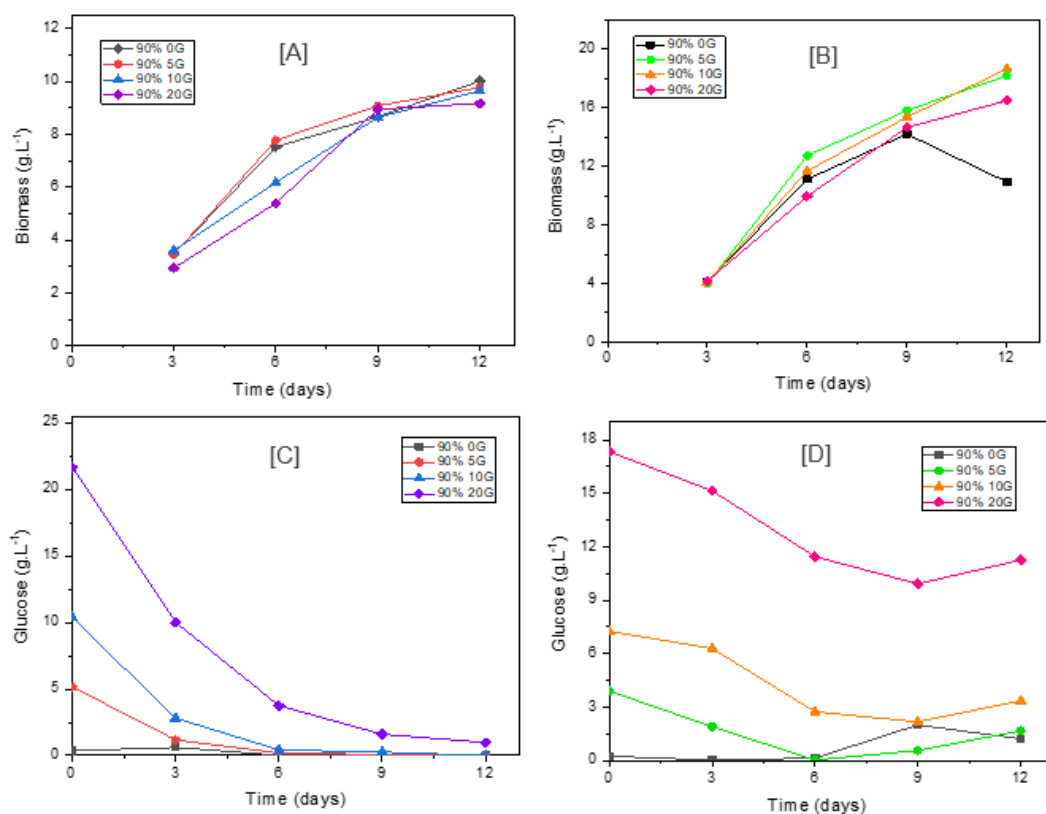 [A]
90% 0G
90% 5G
90% 10G
90% 20G
Biomass (g.L⁻¹)
12
10
8
6
4
2
0
0 3 6 9 12
Time (days)
[B]
90% 0G
90% 5G
90% 10G
90% 20G
Biomass (g.L⁻¹)
20
16
12
8
4
0
0 3 6 9 12
Time (days)
[C]
90% 0G
90% 5G
90% 10G
90% 20G
Glucose (g.L⁻¹)
25
20
15
10
5
0
0 3 6 9 12
Time (days)
[D]
90% 0G
90% 5G
90% 10G
90% 20G
Glucose (g.L⁻¹)
18
15
12
9
6
3
0
0 3 6 9 12
Time (days)